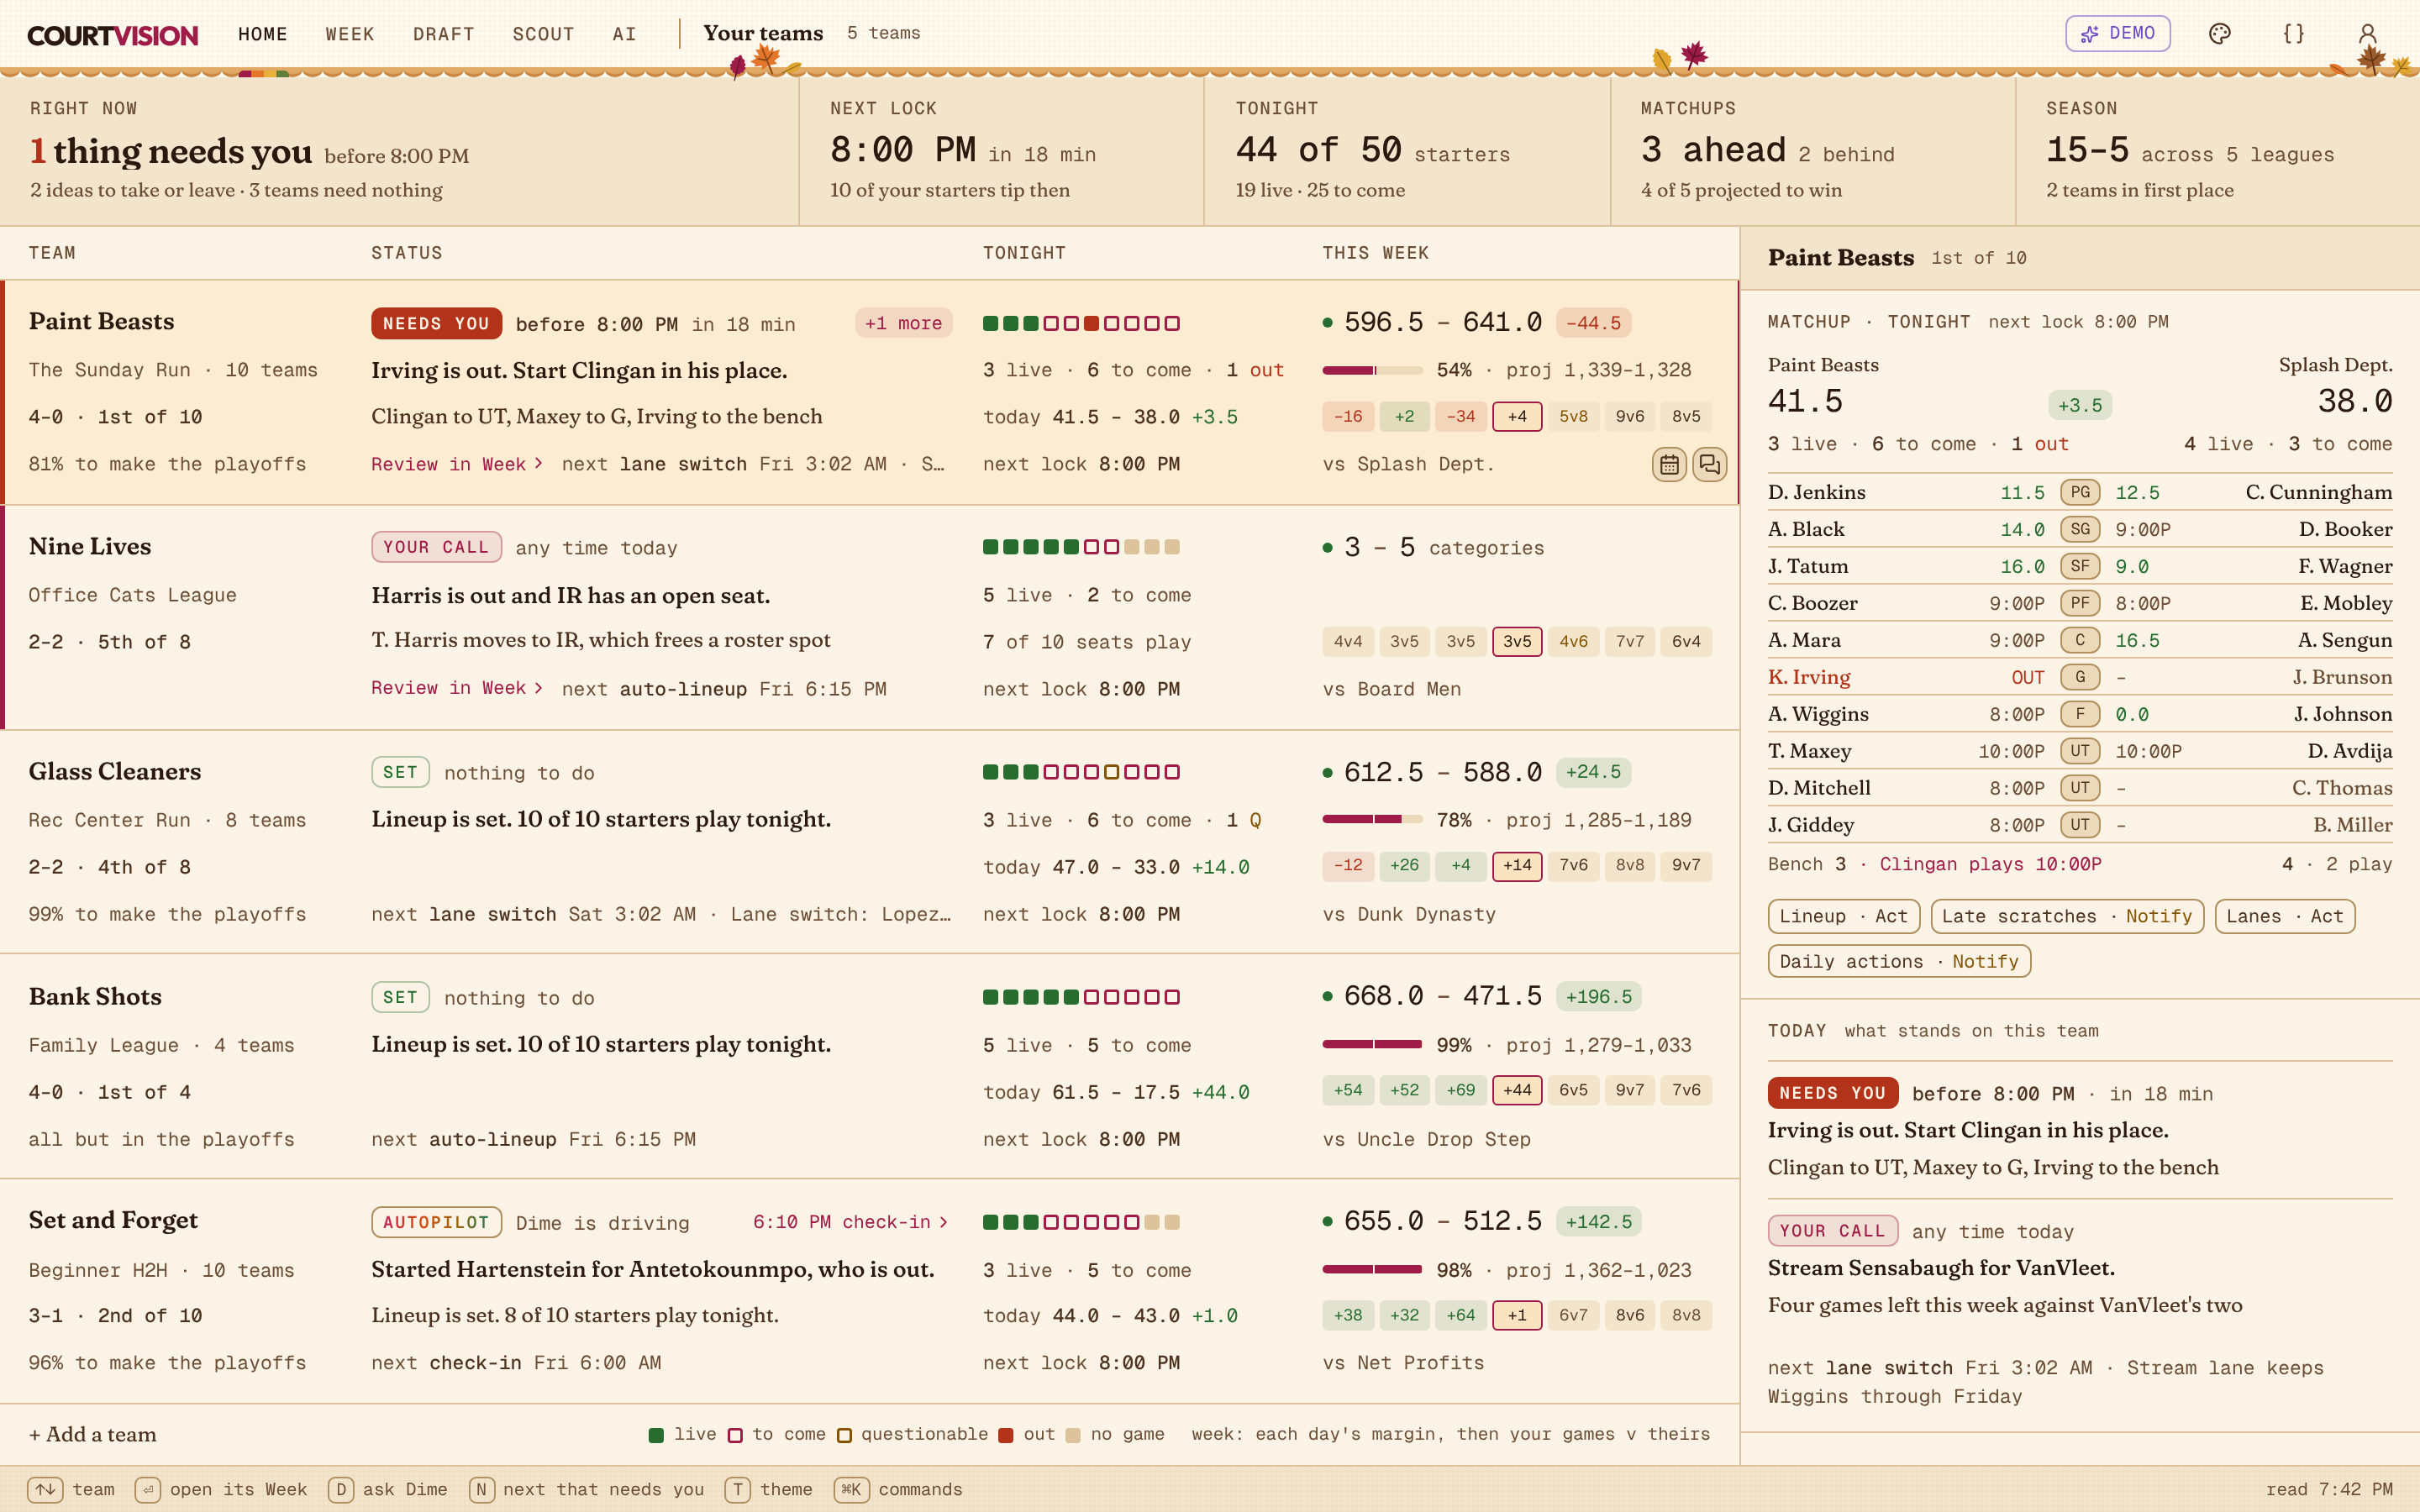 COURTVISION HOME WEEK DRAFT SCOUT AI Your teams 5 teams DEMO {}
RIGHT NOW
1 thing needs you before 8:00 PM
2 ideas to take or leave · 3 teams need nothing
NEXT LOCK
8:00 PM in 18 min
10 of your starters tip then
TONIGHT
44 of 50 starters
19 live · 25 to come
MATCHUPS
3 ahead 2 behind
4 of 5 projected to win
SEASON
15–5 across 5 leagues
2 teams in first place
TEAM STATUS TONIGHT THIS WEEK
Paint Beasts
The Sunday Run · 10 teams
4–0 · 1st of 10
81% to make the playoffs
NEEDS YOU before 8:00 PM in 18 min +1 more
Irving is out. Start Clingan in his place.
Clingan to UT, Maxey to G, Irving to the bench
Review in Week > next lane switch Fri 3:02 AM · S…
3 live · 6 to come · 1 out
today 41.5 – 38.0 +3.5
next lock 8:00 PM
596.5 – 641.0 −44.5
54% · proj 1,339–1,328
−16 +2 −34 +4 5v8 9v6 8v5
vs Splash Dept.
Nine Lives
Office Cats League
2–2 · 5th of 8
YOUR CALL any time today
Harris is out and IR has an open seat.
T. Harris moves to IR, which frees a roster spot
Review in Week > next auto-lineup Fri 6:15 PM
5 live · 2 to come
7 of 10 seats play
next lock 8:00 PM
3 – 5 categories
4v4 3v5 3v5 3v5 4v6 7v7 6v4
vs Board Men
Glass Cleaners
Rec Center Run · 8 teams
2–2 · 4th of 8
99% to make the playoffs
SET nothing to do
Lineup is set. 10 of 10 starters play tonight.
next lane switch Sat 3:02 AM · Lane switch: Lopez…
3 live · 6 to come · 1 Q
today 47.0 – 33.0 +14.0
next lock 8:00 PM
612.5 – 588.0 +24.5
78% · proj 1,285–1,189
−12 +26 +4 +14 7v6 8v8 9v7
vs Dunk Dynasty
Bank Shots
Family League · 4 teams
4–0 · 1st of 4
all but in the playoffs
SET nothing to do
Lineup is set. 10 of 10 starters play tonight.
next auto-lineup Fri 6:15 PM
5 live · 5 to come
today 61.5 – 17.5 +44.0
next lock 8:00 PM
668.0 – 471.5 +196.5
99% · proj 1,279–1,033
+54 +52 +69 +44 6v5 9v7 7v6
vs Uncle Drop Step
Set and Forget
Beginner H2H · 10 teams
3–1 · 2nd of 10
96% to make the playoffs
AUTOPILOT Dime is driving 6:10 PM check-in >
Started Hartenstein for Antetokounmpo, who is out.
Lineup is set. 8 of 10 starters play tonight.
next check-in Fri 6:00 AM
3 live · 5 to come
today 44.0 – 43.0 +1.0
next lock 8:00 PM
655.0 – 512.5 +142.5
98% · proj 1,362–1,023
+38 +32 +64 +1 6v7 8v6 8v8
vs Net Profits
+ Add a team live to come questionable out no game week: each day's margin, then your games v theirs
Paint Beasts 1st of 10
MATCHUP · TONIGHT next lock 8:00 PM
Paint Beasts Splash Dept.
41.5 +3.5 38.0
3 live · 6 to come · 1 out 4 live · 3 to come
D. Jenkins 11.5 PG 12.5 C. Cunningham
A. Black 14.0 SG 9:00P D. Booker
J. Tatum 16.0 SF 9.0 F. Wagner
C. Boozer 9:00P PF 8:00P E. Mobley
A. Mara 9:00P C 16.5 A. Sengun
K. Irving OUT G – J. Brunson
A. Wiggins 8:00P F 0.0 J. Johnson
T. Maxey 10:00P UT 10:00P D. Avdija
D. Mitchell 8:00P UT – C. Thomas
J. Giddey 8:00P UT – B. Miller
Bench 3 · Clingan plays 10:00P 4 · 2 play
Lineup · Act Late scratches · Notify Lanes · Act
Daily actions · Notify
TODAY what stands on this team
NEEDS YOU before 8:00 PM · in 18 min
Irving is out. Start Clingan in his place.
Clingan to UT, Maxey to G, Irving to the bench
YOUR CALL any time today
Stream Sensabaugh for VanVleet.
Four games left this week against VanVleet's two
next lane switch Fri 3:02 AM · Stream lane keeps
Wiggins through Friday
↑↓ team ⏎ open its Week D ask Dime N next that needs you T theme ⌘K commands read 7:42 PM